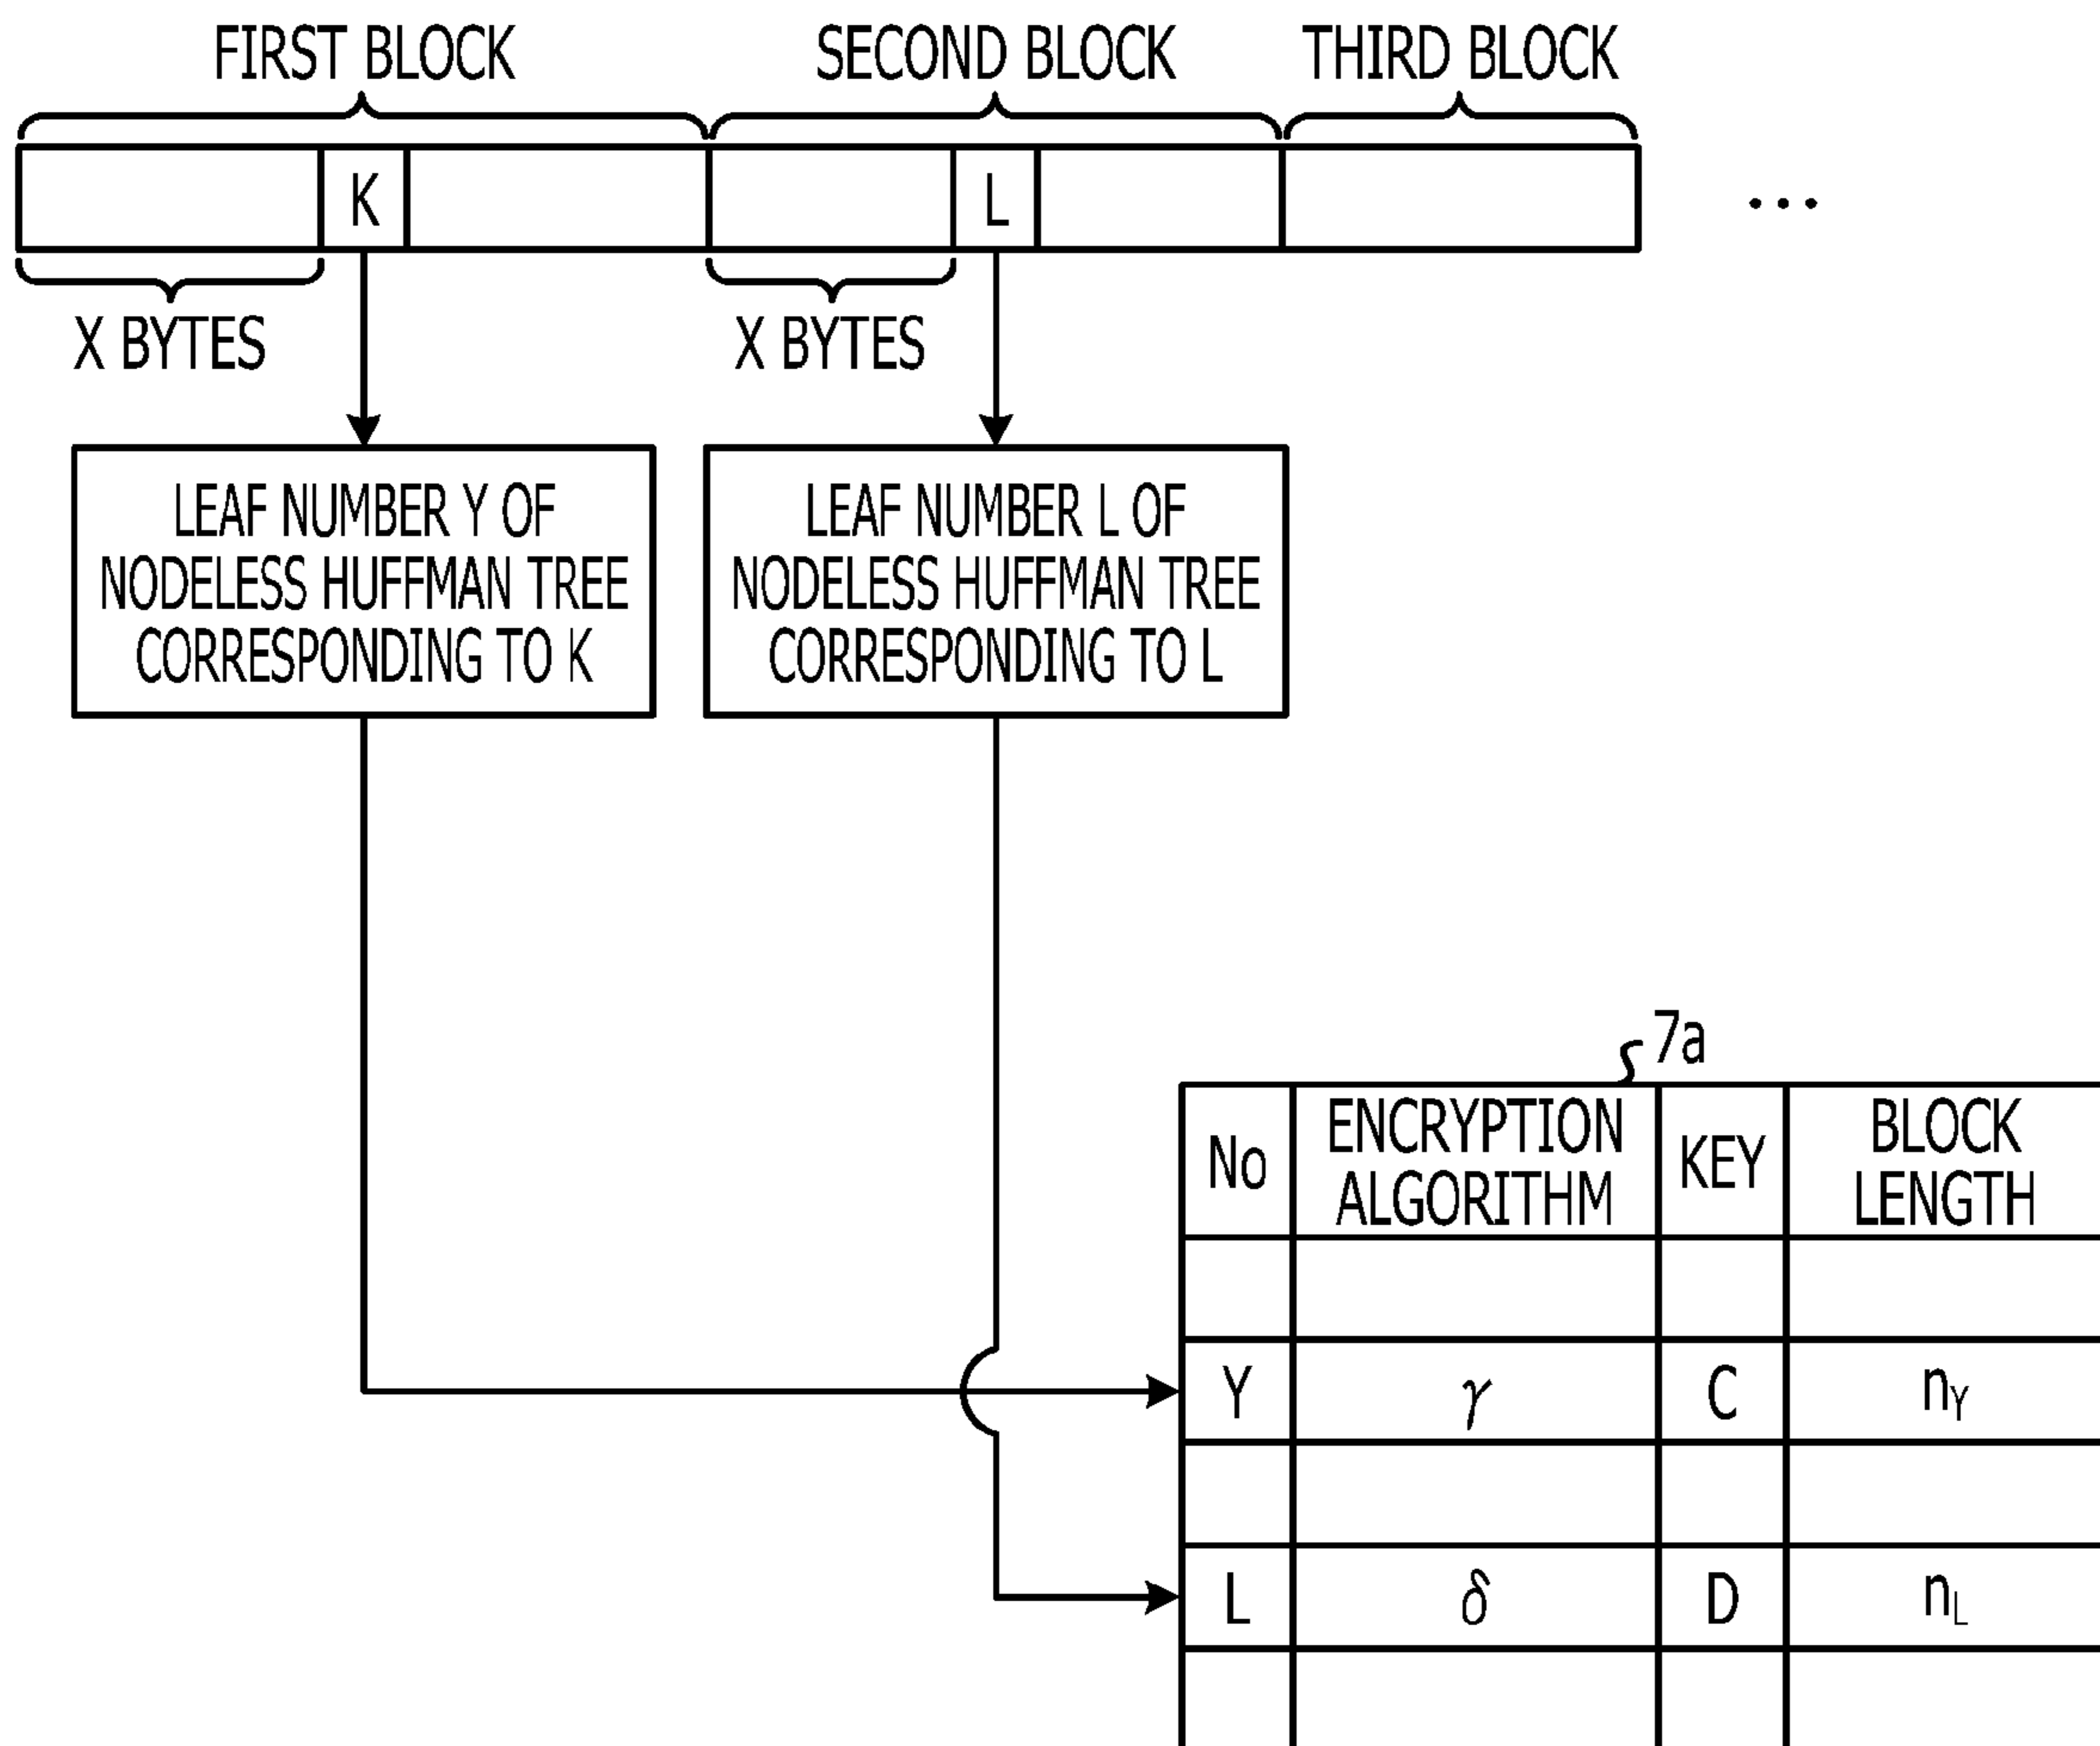 FIRST BLOCK
SECOND BLOCK
THIRD BLOCK
K
L
...
X BYTES
X BYTES
LEAF NUMBER Y OF
NODELESS HUFFMAN TREE
CORRESPONDING TO K
LEAF NUMBER L OF
NODELESS HUFFMAN TREE
CORRESPONDING TO L
7a
No
ENCRYPTION
ALGORITHM
KEY
BLOCK
LENGTH
Y
γ
C
nY
L
δ
D
nL